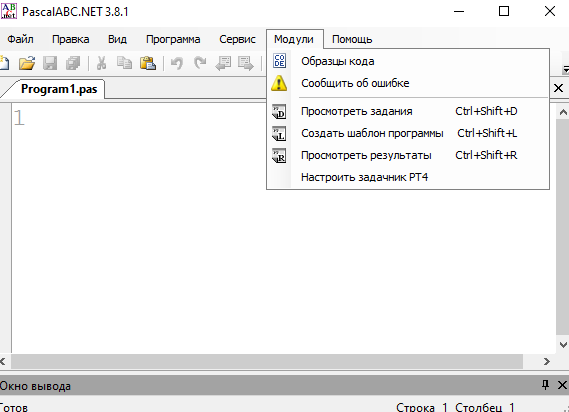 PascalABC.NET 3.8.1
Файл Правка Вид Программа Сервис Модули Помощь
Program1.pas
1
CO
DE
Образцы кода
Сообщить об ошибке
D Просмотреть задания Ctrl+Shift+D
L Создать шаблон программы Ctrl+Shift+L
R Просмотреть результаты Ctrl+Shift+R
Настроить задачник PT4
Окно вывода
Готов Строка 1 Столбец 1